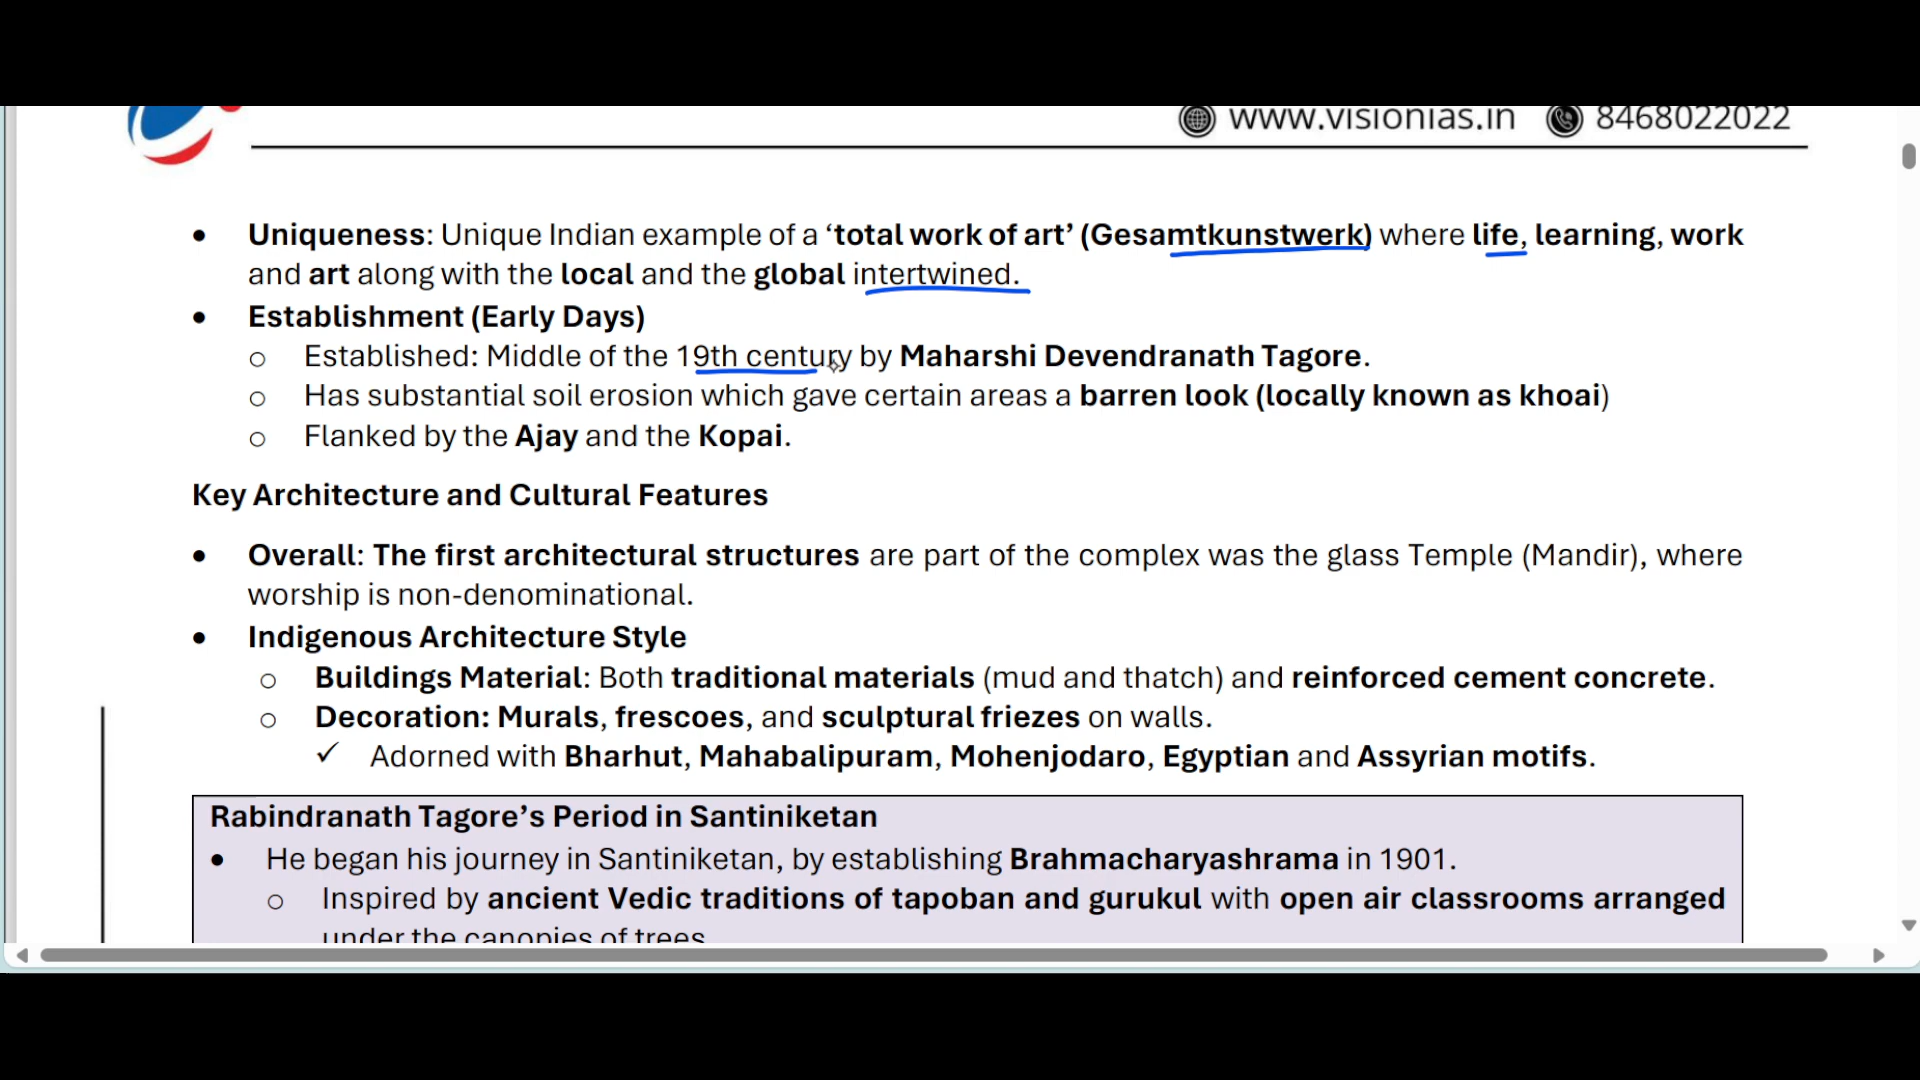 www.visionias.in 8468022022
• Uniqueness: Unique Indian example of a ‘total work of art’ (Gesamtkunstwerk) where life, learning, work
and art along with the local and the global intertwined.
• Establishment (Early Days)
o Established: Middle of the 19th century by Maharshi Devendranath Tagore.
o Has substantial soil erosion which gave certain areas a barren look (locally known as khoai)
o Flanked by the Ajay and the Kopai.
Key Architecture and Cultural Features
• Overall: The first architectural structures are part of the complex was the glass Temple (Mandir), where
worship is non-denominational.
• Indigenous Architecture Style
o Buildings Material: Both traditional materials (mud and thatch) and reinforced cement concrete.
o Decoration: Murals, frescoes, and sculptural friezes on walls.
✓ Adorned with Bharhut, Mahabalipuram, Mohenjodaro, Egyptian and Assyrian motifs.
Rabindranath Tagore’s Period in Santiniketan
• He began his journey in Santiniketan, by establishing Brahmacharyashrama in 1901.
o Inspired by ancient Vedic traditions of tapoban and gurukul with open air classrooms arranged
under the canopies of trees